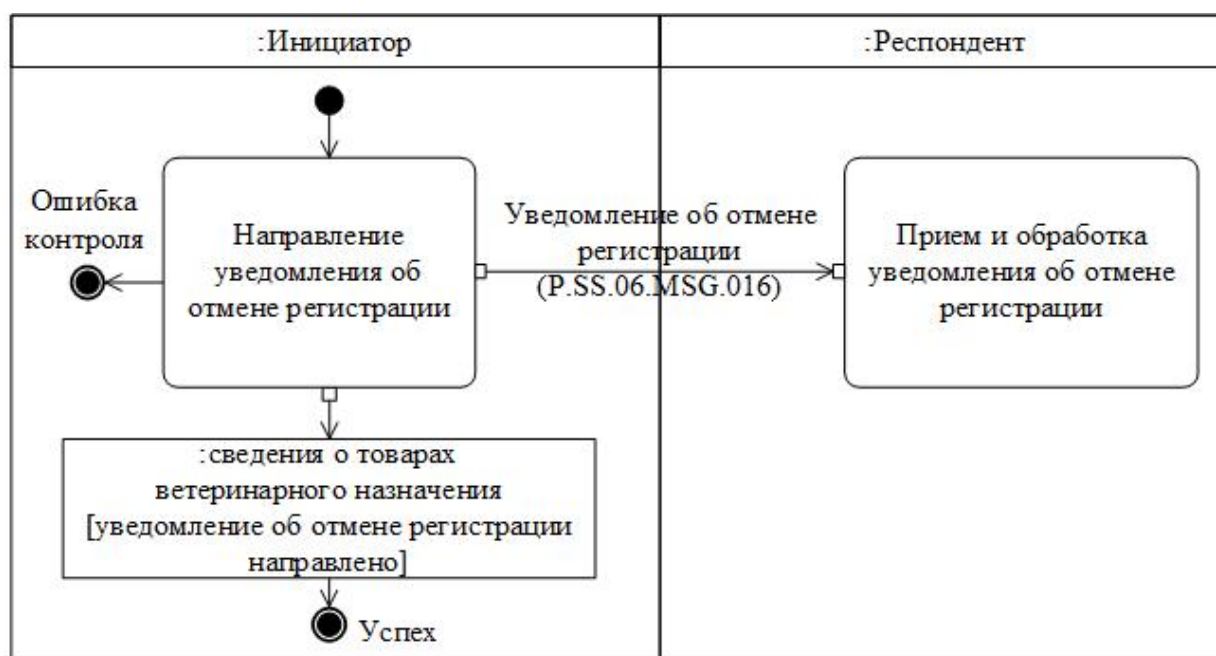 :Инициатор
:Респондент
Ошибка
контроля
Направление
уведомления об
отмене регистрации
Уведомление об отмене
регистрации
(P.SS.06.MSG.016)
Прием и обработка
уведомления об отмене
регистрации
:сведения о товарах
ветеринарного назначения
[уведомление об отмене регистрации
направлено]
Успех